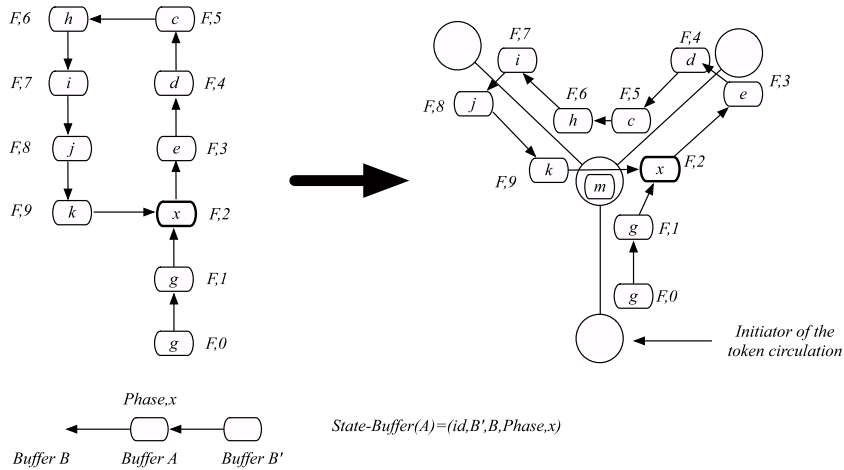 F,6 h c F,5
F,7 i d F,4
F,8 j e F,3
F,9 k x F,2
g F,1
g F,0
F,7
i
F,4
d
F,3
e
F,8 j
F,6
h
F,5
c
F,9 k
m
x F,2
g F,1
g F,0
Initiator of the
token circulation
Phase,x
Buffer B Buffer A Buffer B'
State-Buffer(A)=(id,B',B,Phase,x)